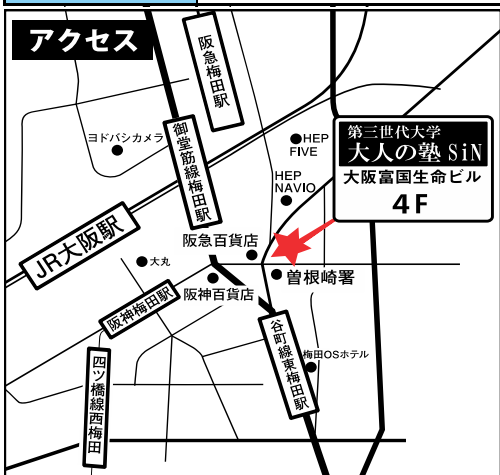 アクセス
阪急梅田駅
ヨドバシカメラ
御堂筋線梅田駅
HEP
FIVE
HEP
NAVIO
第三世代大学
大人の塾 SiN
大阪富国生命ビル
4F
JR大阪駅
大丸
阪急百貨店
阪神百貨店
曽根崎署
阪神梅田駅
四ツ橋線西梅田
谷町線東梅田駅
梅田OSホテル